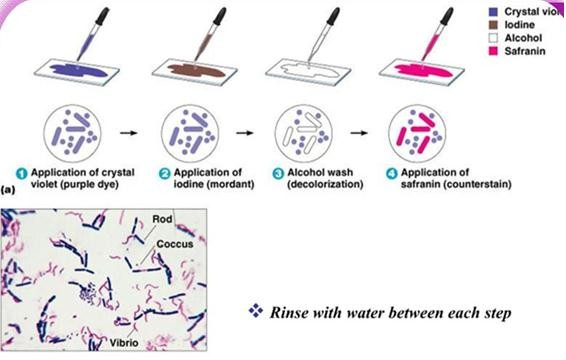 Crystal viol
Iodine
Alcohol
Safranin
1 Application of crystal
violet (purple dye)
2 Application of
iodine (mordant)
3 Alcohol wash
(decolorization)
4 Application of
safranin (counterstain)
(a)
Rod
Coccus
Vibrio
❖ Rinse with water between each step